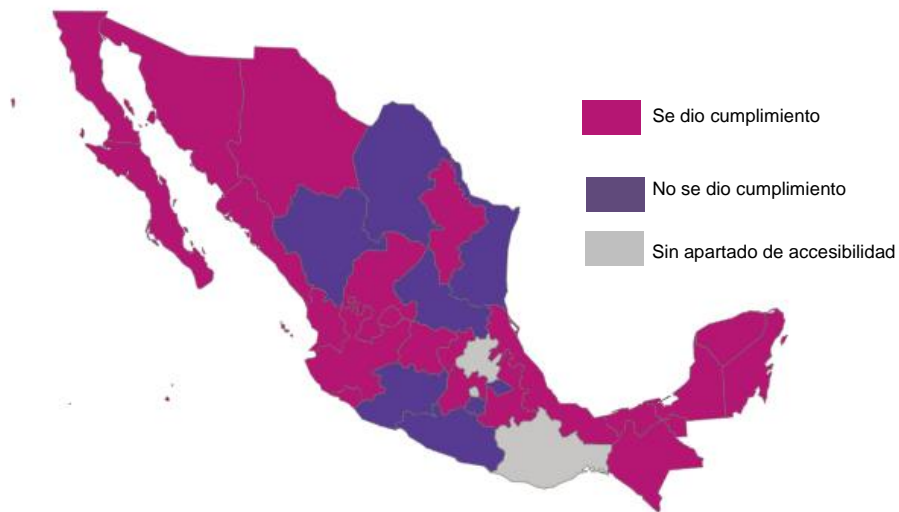 Se dio cumplimiento
No se dio cumplimiento
Sin apartado de accesibilidad